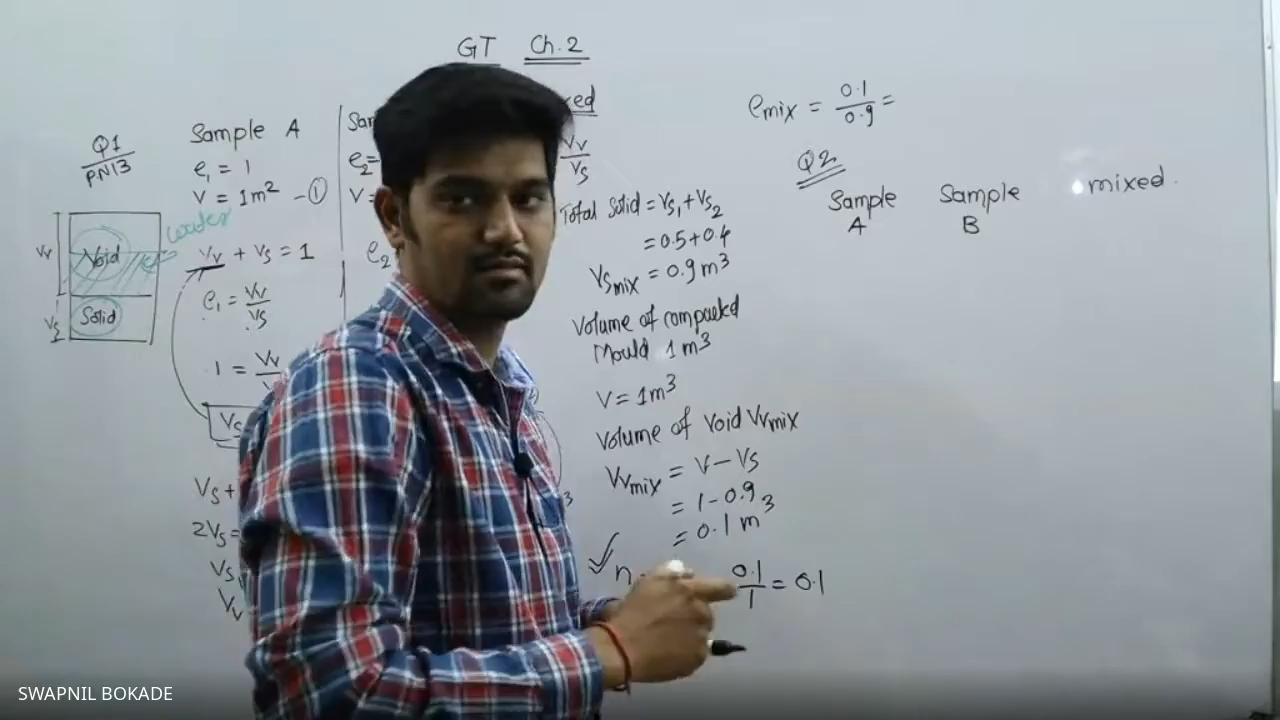 GT Ch.2
Q1
PN13
Sample A
e₁ = 1
V = 1m² -①
Void
Solid
Vv
Vs
water
Vv + Vs = 1
e₁ = Vv/Vs
1 = Vv
Vs
Vs +
2Vs =
Vs
Vv
Sam
e₂=
V=
e₂
xed
Vv/Vs
Total Solid = Vs₁ + Vs₂
= 0.5+0.4
Vsmix = 0.9 m³
Volume of compacted
Mould 1 m³
V = 1m³
Volume of Void Vvmix
Vvmix = V - Vs
= 1 - 0.9
= 0.1 m³
n
0.1/1 = 0.1
emix = 0.1/0.9 =
Q2
Sample A
Sample B
mixed.
SWAPNIL BOKADE